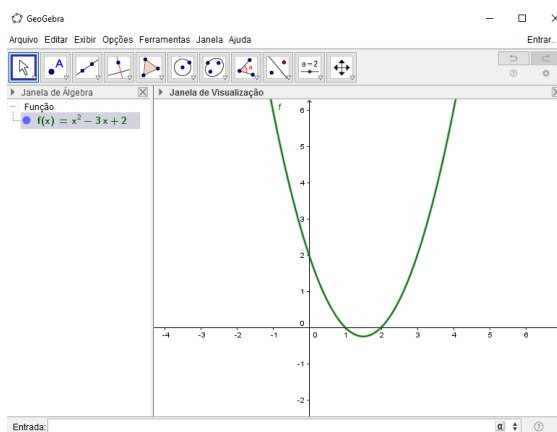 GeoGebra
Arquivo Editar Exibir Opções Ferramentas Janela Ajuda
Entrar...
A
α
a = 2
Janela de Álgebra
Janela de Visualização
Função
f(x) = x² − 3 x + 2
f
6
5
4
3
2
1
0
-1
-2
-4 -3 -2 -1 0 1 2 3 4 5 6
Entrada:
α